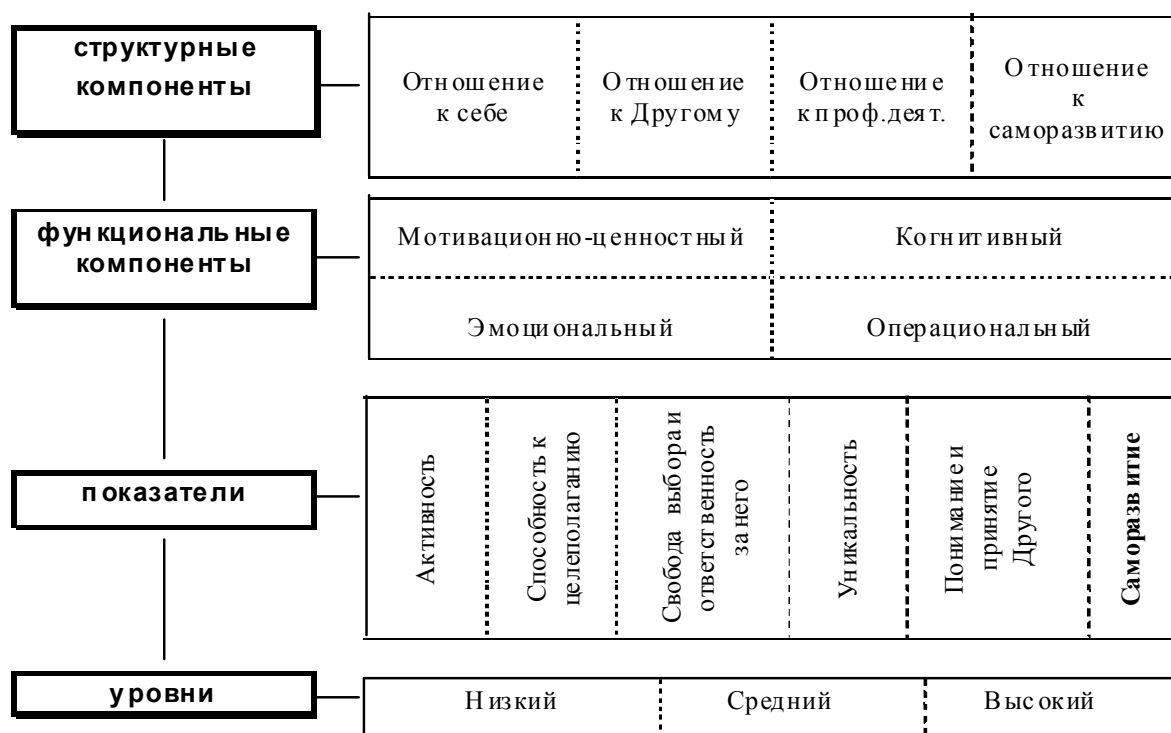 структурные
компоненты
Отношение
к себе
Отношение
к Другому
Отношение
к проф.деят.
Отношение
к
саморазвитию
функциональные
компоненты
Мотивационно-ценностный
Когнитивный
Эмоциональный
Операциональный
показатели
Активность
Способность к
целеполаганию
Свобода выбора и
ответственность
за него
Уникальность
Понимание и
принятие
Другого
Саморазвитие
уровни
Низкий
Средний
Высокий